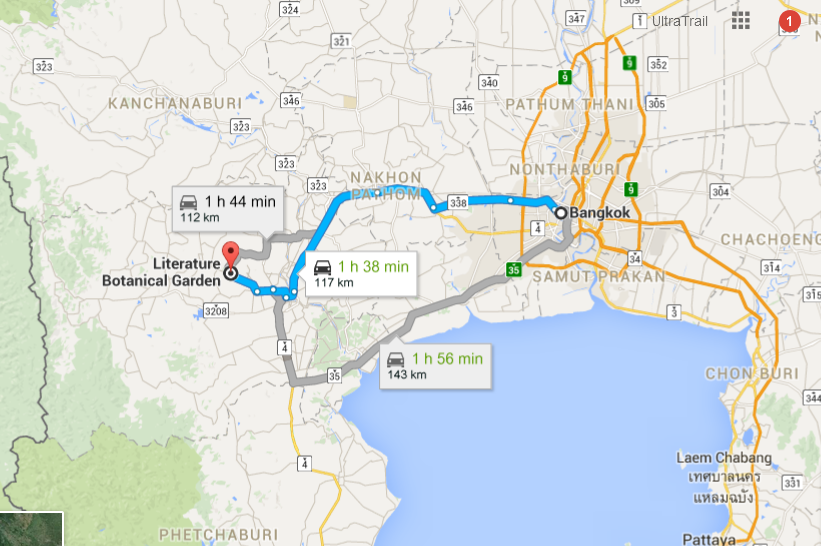 324
347
UltraTrail
1
321
323
9
9
352
340
KANCHANABURI
346
346
305
PATHUM THANI
323
323
NONTHABURI
NAKHON
PATHOM
323
9
304
338
1 h 44 min
112 km
Bangkok
4
CHACHOENG
Literature
Botanical Garden
1 h 38 min
117 km
35
34
314
315
SAMUT PRAKAN
3208
3
4
1 h 56 min
143 km
35
CHON BURI
344
4
Laem Chabang
เทศบาลนคร
แหลมฉบัง
331
PHETCHABURI
Pattaya